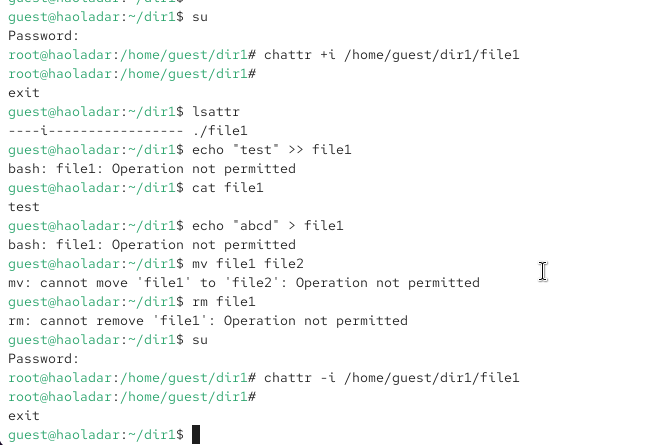 guest@haoladar:~/dir1$ su
Password:
root@haoladar:/home/guest/dir1# chattr +i /home/guest/dir1/file1
root@haoladar:/home/guest/dir1#
exit
guest@haoladar:~/dir1$ lsattr
----i----------------- ./file1
guest@haoladar:~/dir1$ echo "test" >> file1
bash: file1: Operation not permitted
guest@haoladar:~/dir1$ cat file1
test
guest@haoladar:~/dir1$ echo "abcd" > file1
bash: file1: Operation not permitted
guest@haoladar:~/dir1$ mv file1 file2
mv: cannot move 'file1' to 'file2': Operation not permitted
guest@haoladar:~/dir1$ rm file1
rm: cannot remove 'file1': Operation not permitted
guest@haoladar:~/dir1$ su
Password:
root@haoladar:/home/guest/dir1# chattr -i /home/guest/dir1/file1
root@haoladar:/home/guest/dir1#
exit
guest@haoladar:~/dir1$